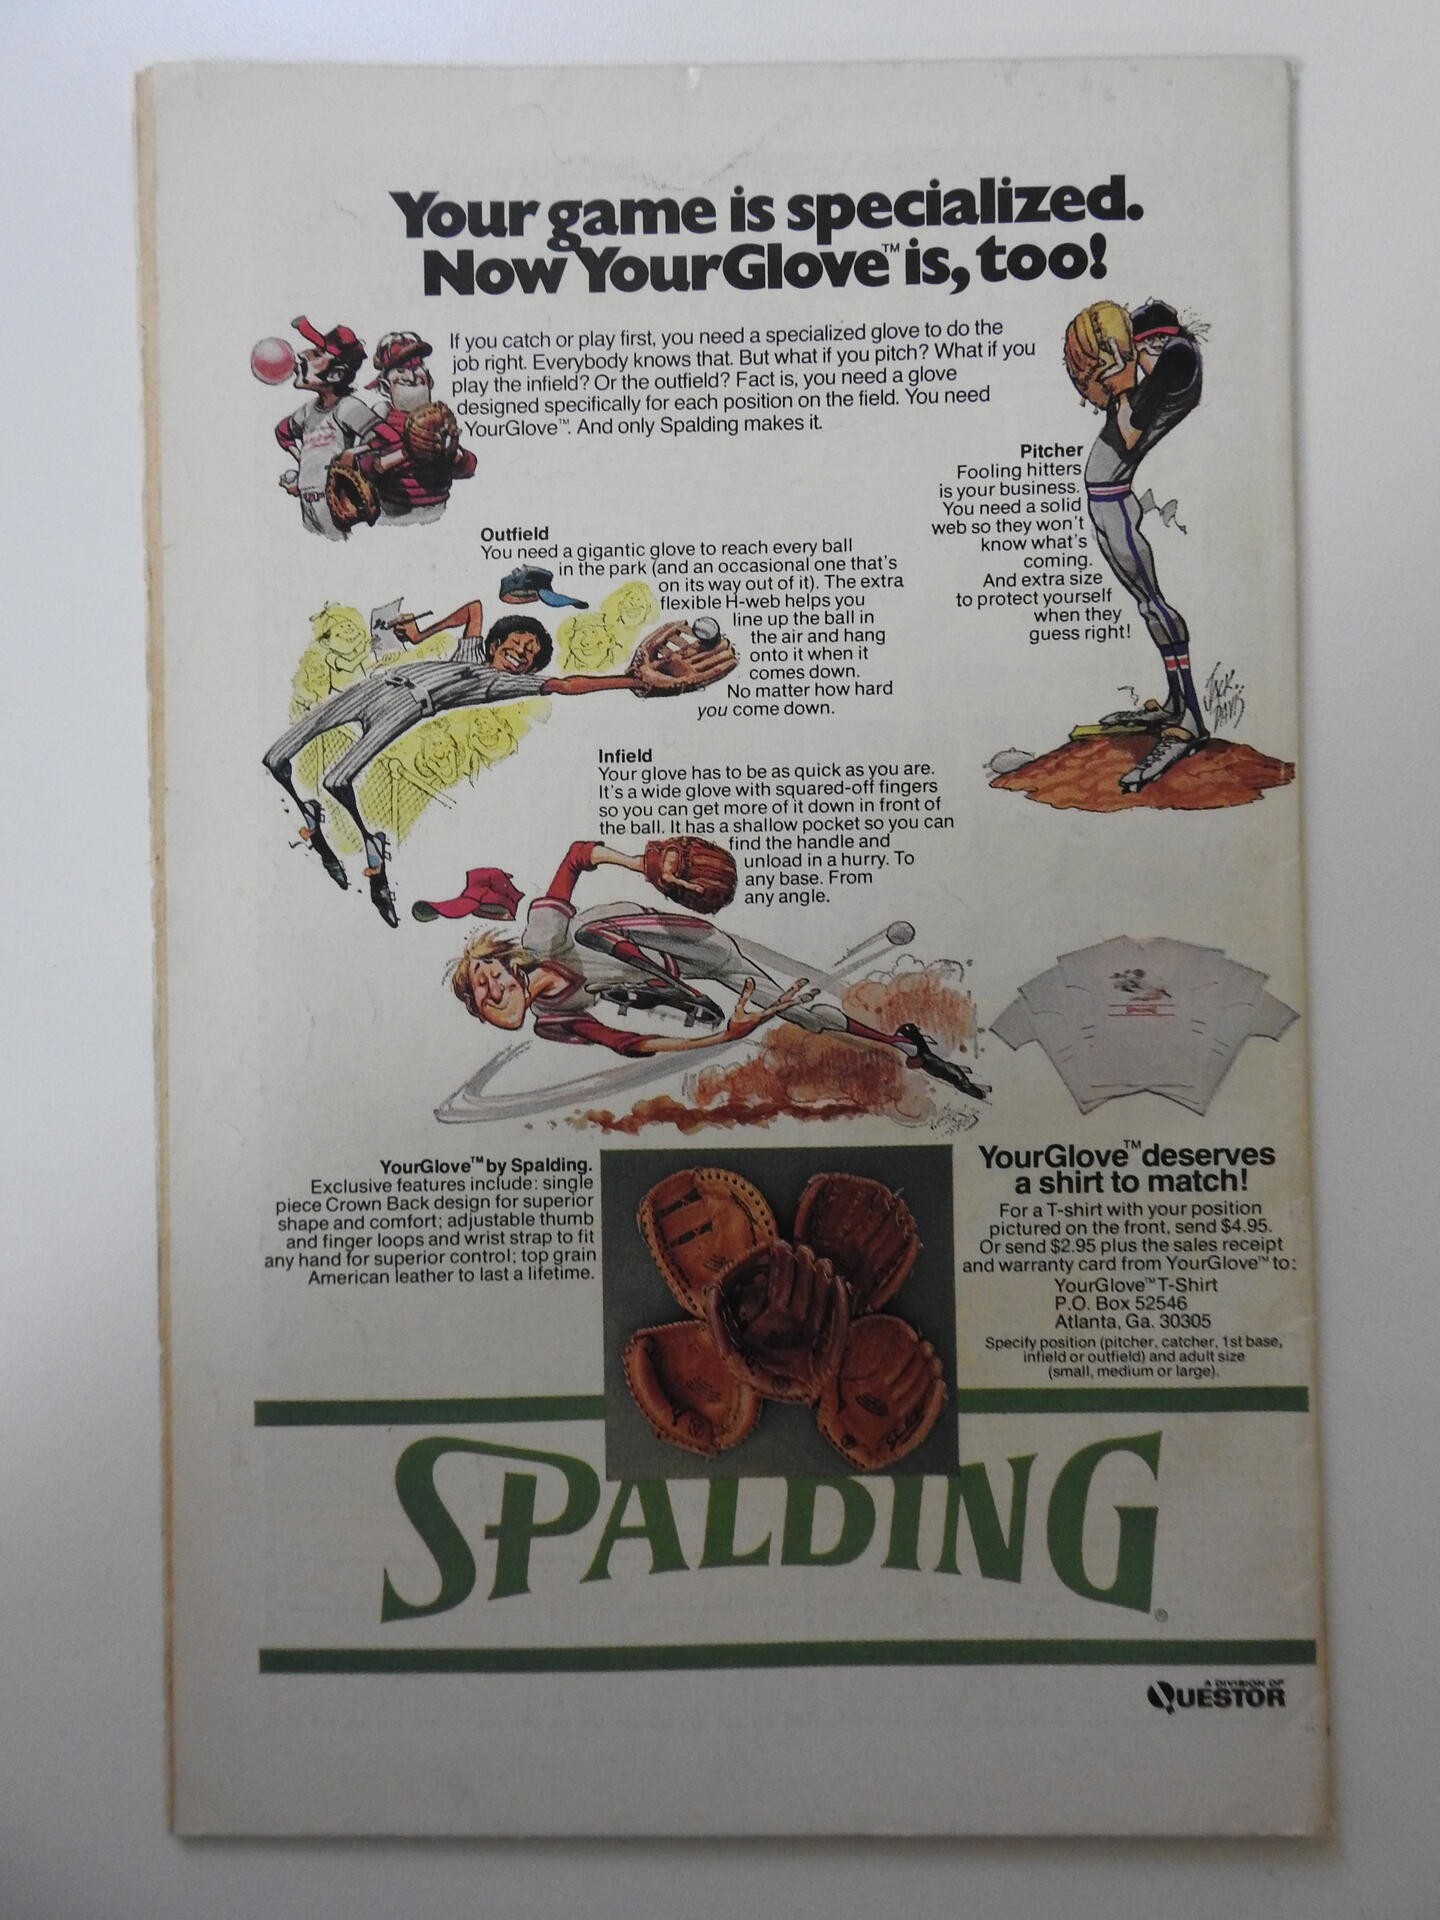 Your game is specialized.
Now YourGlove™ is, too!
If you catch or play first, you need a specialized glove to do the
job right. Everybody knows that. But what if you pitch? What if you
play the infield? Or the outfield? Fact is, you need a glove
designed specifically for each position on the field. You need
YourGlove™. And only Spalding makes it.
Pitcher
Fooling hitters
is your business.
You need a solid
web so they won't
know what's
coming.
And extra size
to protect yourself
when they
guess right!
JACK..
DAVIS
Outfield
You need a gigantic glove to reach every ball
in the park (and an occasional one that's
on its way out of it). The extra
flexible H-web helps you
line up the ball in
the air and hang
onto it when it
comes down.
No matter how hard
you come down.
Infield
Your glove has to be as quick as you are.
It's a wide glove with squared-off fingers
so you can get more of it down in front of
the ball. It has a shallow pocket so you can
find the handle and
unload in a hurry. To
any base. From
any angle.
SPALDING
YourGlove™ by Spalding.
Exclusive features include: single
piece Crown Back design for superior
shape and comfort; adjustable thumb
and finger loops and wrist strap to fit
any hand for superior control; top grain
American leather to last a lifetime.
YourGlove™ deserves
a shirt to match!
For a T-shirt with your position
pictured on the front, send $4.95.
Or send $2.95 plus the sales receipt
and warranty card from YourGlove™ to:
YourGlove™ T-Shirt
P.O. Box 52546
Atlanta, Ga. 30305
Specify position (pitcher, catcher, 1st base,
infield or outfield) and adult size
(small, medium or large).
SPALDING®
A DIVISION OF
QUESTOR